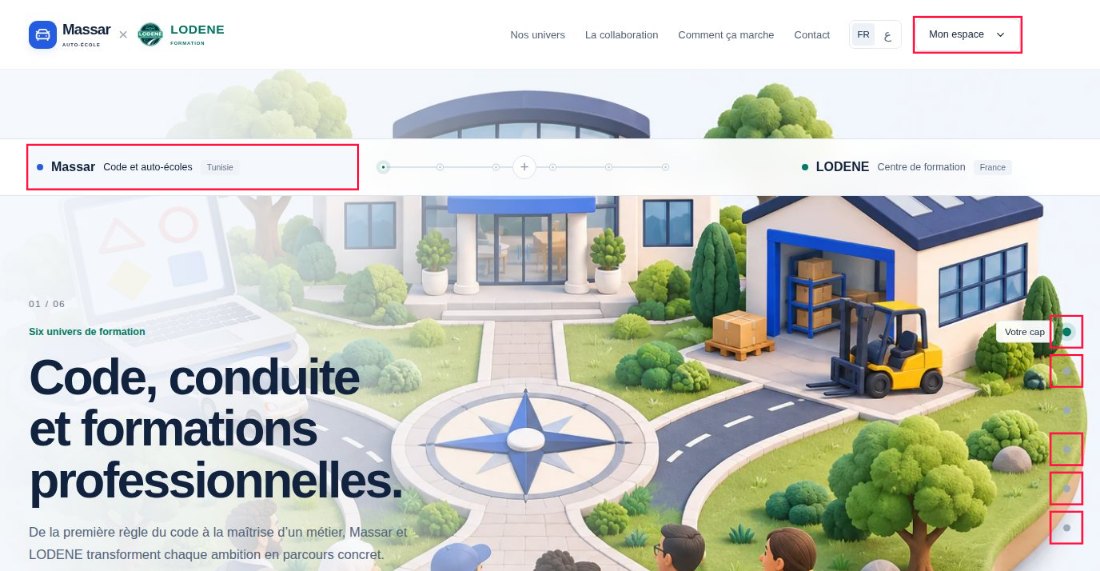 Massar
AUTO-ÉCOLE
×
LODENE
LODENE
FORMATION
Nos univers
La collaboration
Comment ça marche
Contact
FR
ع
Mon espace
Massar Code et auto-écoles Tunisie
LODENE Centre de formation France
01 / 06
Six univers de formation
Votre cap
Code, conduite
et formations
professionnelles.
De la première règle du code à la maîtrise d’un métier, Massar et
LODENE transforment chaque ambition en parcours concret.